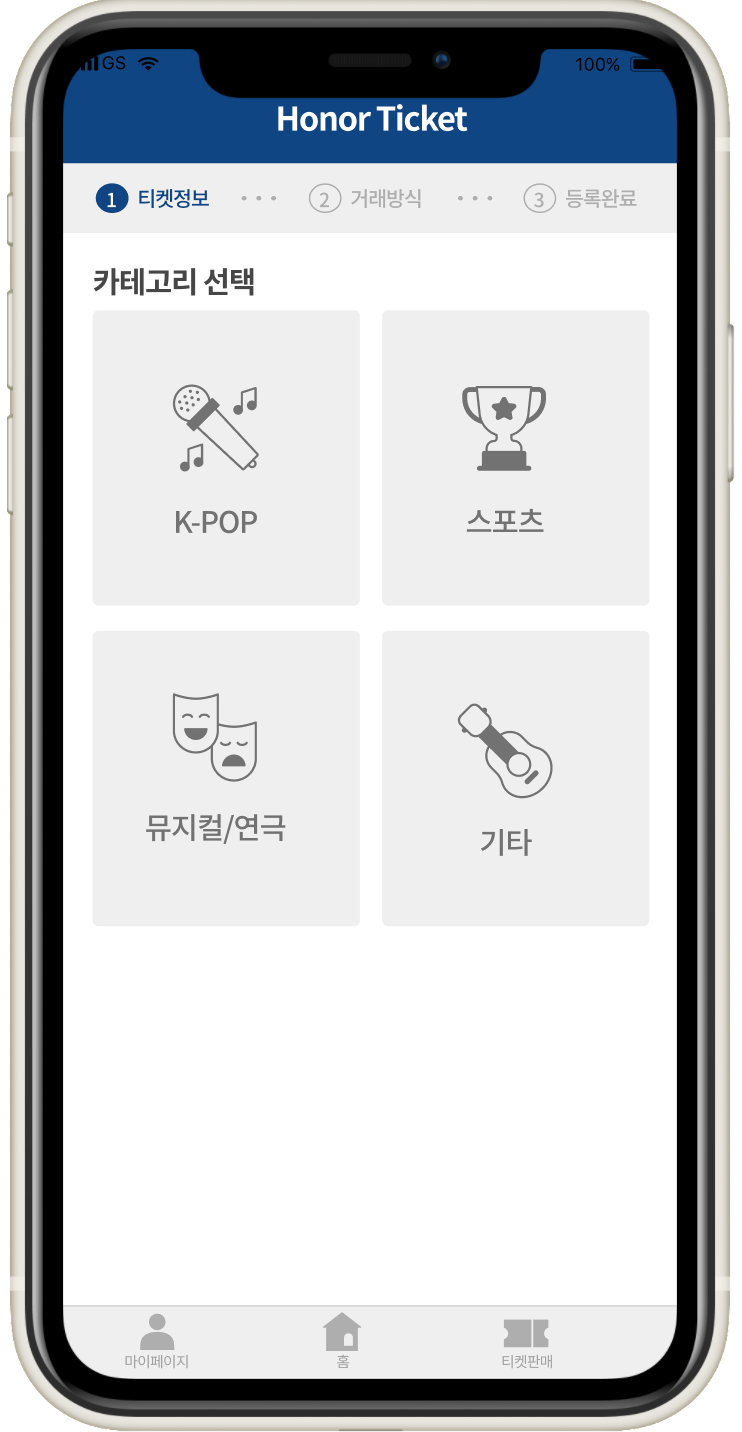 GS 100%
Honor Ticket
1 티켓정보 ··· 2 거래방식 ··· 3 등록완료
카테고리 선택
K-POP 스포츠
뮤지컬/연극 기타
마이페이지 홈 티켓판매